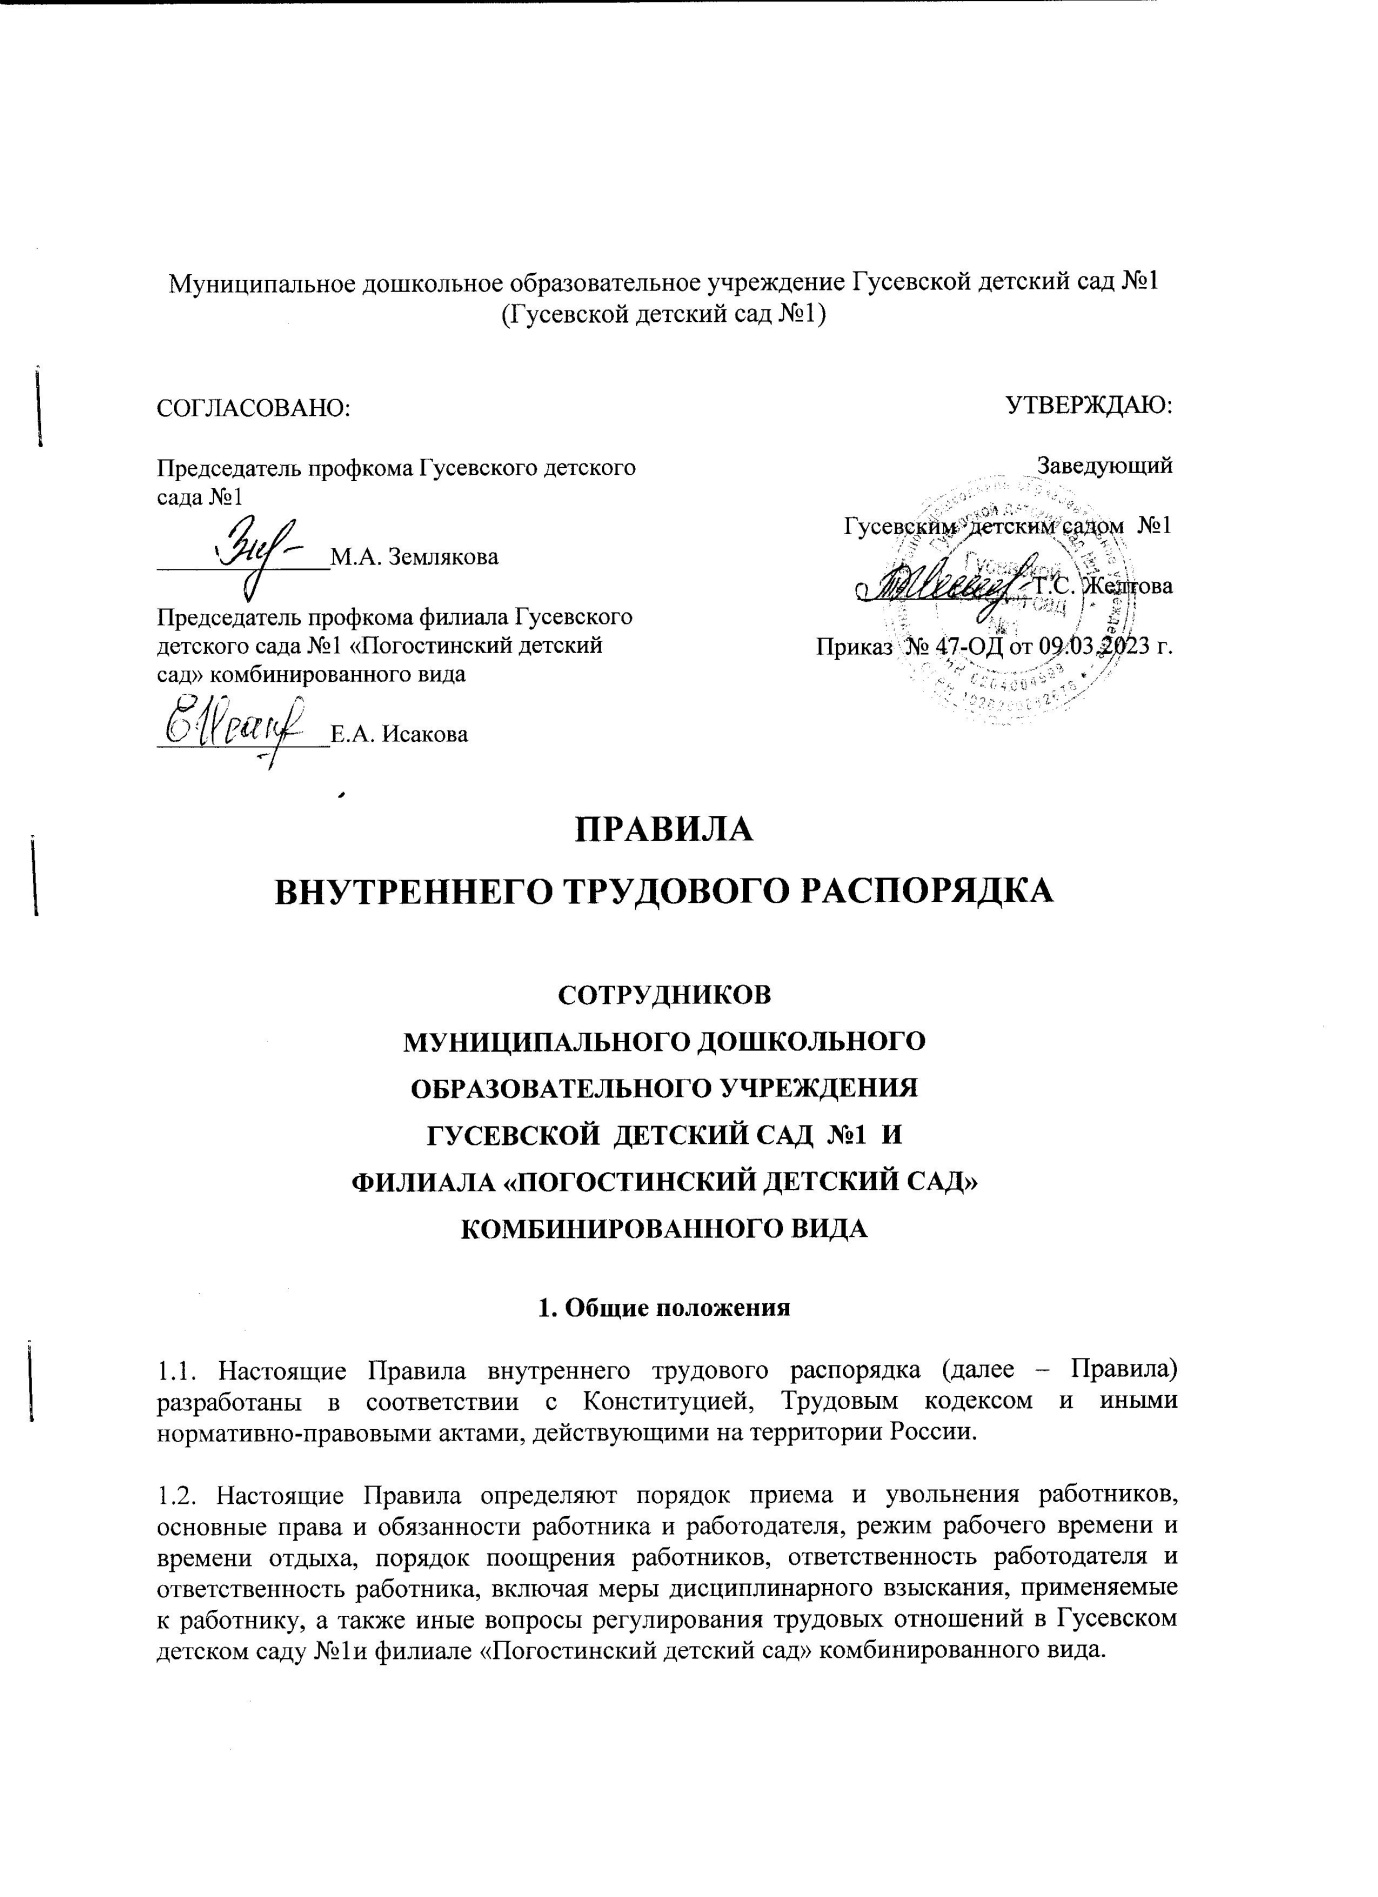 Муниципальное дошкольное образовательное учреждение Гусевской детский сад №1
(Гусевской детский сад №1)
СОГЛАСОВАНО:
Председатель профкома Гусевского детского
сада №1
М.А. Землякова
Председатель профкома филиала Гусевского
детского сада №1 «Погостинский детский
сад» комбинированного вида
Е.А. Исакова
УТВЕРЖДАЮ:
Заведующий
Гусевским детским садом №1
Т.С. Желтова
Приказ № 47-ОД от 09.03.2023 г.
Гусевской
сад
№1
ПРАВИЛА
ВНУТРЕННЕГО ТРУДОВОГО РАСПОРЯДКА
СОТРУДНИКОВ
МУНИЦИПАЛЬНОГО ДОШКОЛЬНОГО
ОБРАЗОВАТЕЛЬНОГО УЧРЕЖДЕНИЯ
ГУСЕВСКОЙ ДЕТСКИЙ САД №1 И
ФИЛИАЛА «ПОГОСТИНСКИЙ ДЕТСКИЙ САД»
КОМБИНИРОВАННОГО ВИДА
1. Общие положения
1.1. Настоящие Правила внутреннего трудового распорядка (далее – Правила)
разработаны в соответствии с Конституцией, Трудовым кодексом и иными
нормативно-правовыми актами, действующими на территории России.
1.2. Настоящие Правила определяют порядок приема и увольнения работников,
основные права и обязанности работника и работодателя, режим рабочего времени и
времени отдыха, порядок поощрения работников, ответственность работодателя и
ответственность работника, включая меры дисциплинарного взыскания, применяемые
к работнику, а также иные вопросы регулирования трудовых отношений в Гусевском
детском саду №1и филиале «Погостинский детский сад» комбинированного вида.